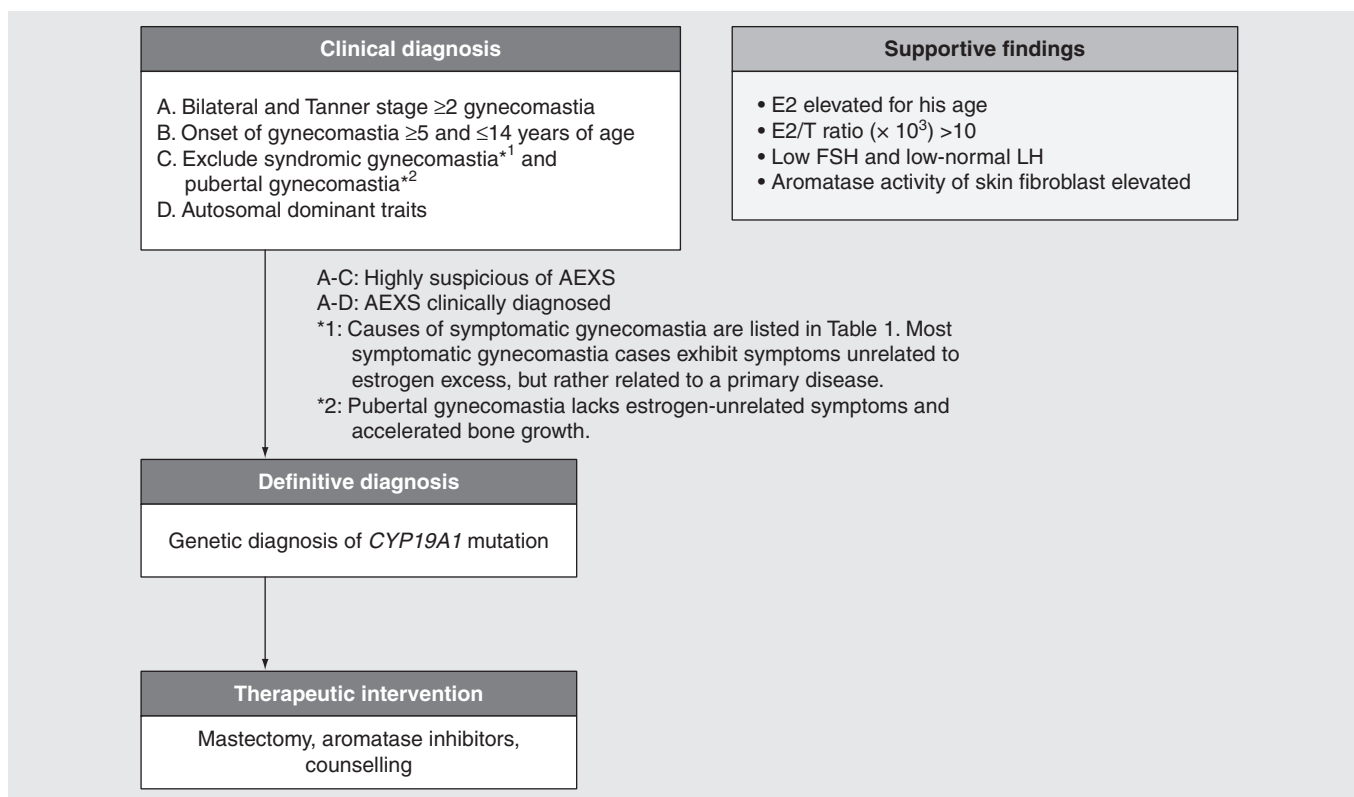 Clinical diagnosis
A. Bilateral and Tanner stage ≥2 gynecomastia
B. Onset of gynecomastia ≥5 and ≤14 years of age
C. Exclude syndromic gynecomastia*1 and
pubertal gynecomastia*2
D. Autosomal dominant traits
Supportive findings
• E2 elevated for his age
• E2/T ratio (× 10³) >10
• Low FSH and low-normal LH
• Aromatase activity of skin fibroblast elevated
A-C: Highly suspicious of AEXS
A-D: AEXS clinically diagnosed
*1: Causes of symptomatic gynecomastia are listed in Table 1. Most
symptomatic gynecomastia cases exhibit symptoms unrelated to
estrogen excess, but rather related to a primary disease.
*2: Pubertal gynecomastia lacks estrogen-unrelated symptoms and
accelerated bone growth.
Definitive diagnosis
Genetic diagnosis of CYP19A1 mutation
Therapeutic intervention
Mastectomy, aromatase inhibitors,
counselling